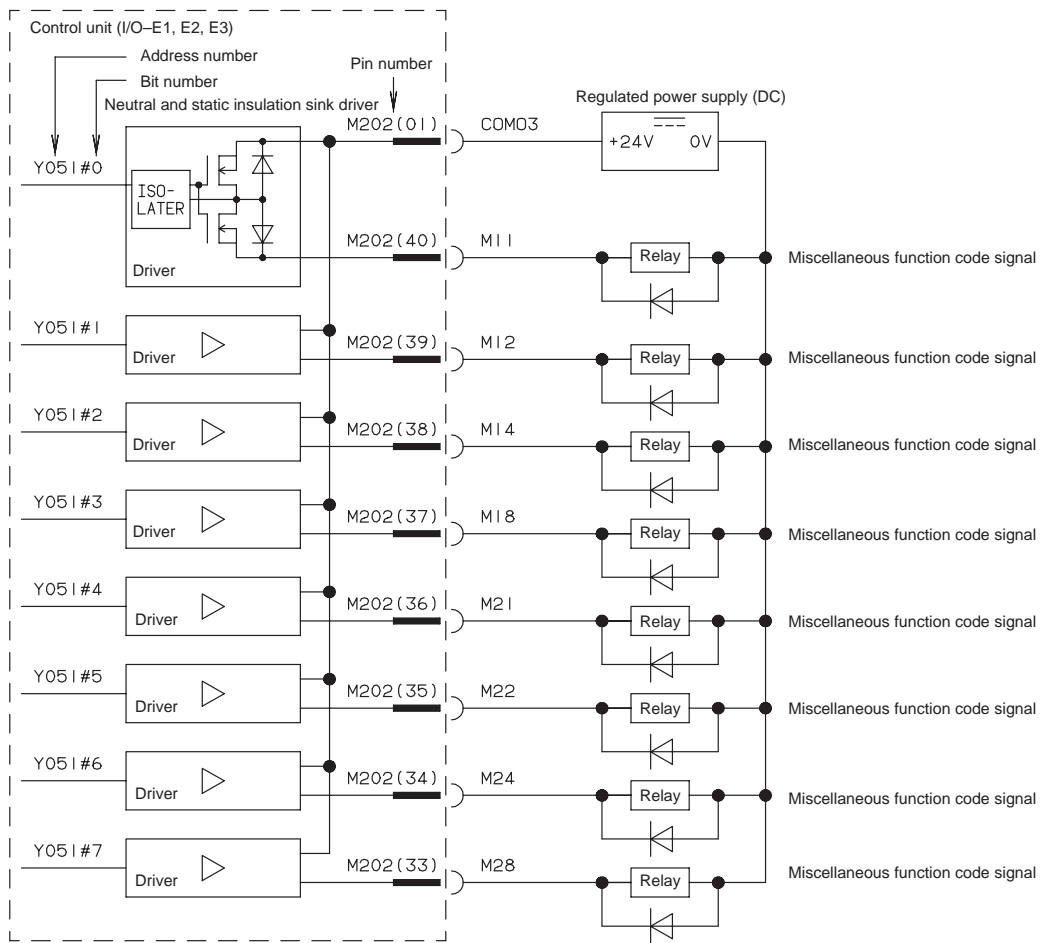 Control unit (I/O–E1, E2, E3)
Address number
Bit number
Pin number
Neutral and static insulation sink driver
Regulated power supply (DC)
M202(01) COM03
+24V 0V
Y051#0
ISO-
LATER
Driver
M202(40) M11 Relay Miscellaneous function code signal
Y051#1
Driver M202(39) M12 Relay Miscellaneous function code signal
Y051#2
Driver M202(38) M14 Relay Miscellaneous function code signal
Y051#3
Driver M202(37) M18 Relay Miscellaneous function code signal
Y051#4
Driver M202(36) M21 Relay Miscellaneous function code signal
Y051#5
Driver M202(35) M22 Relay Miscellaneous function code signal
Y051#6
Driver M202(34) M24 Relay Miscellaneous function code signal
Y051#7
Driver M202(33) M28 Relay Miscellaneous function code signal